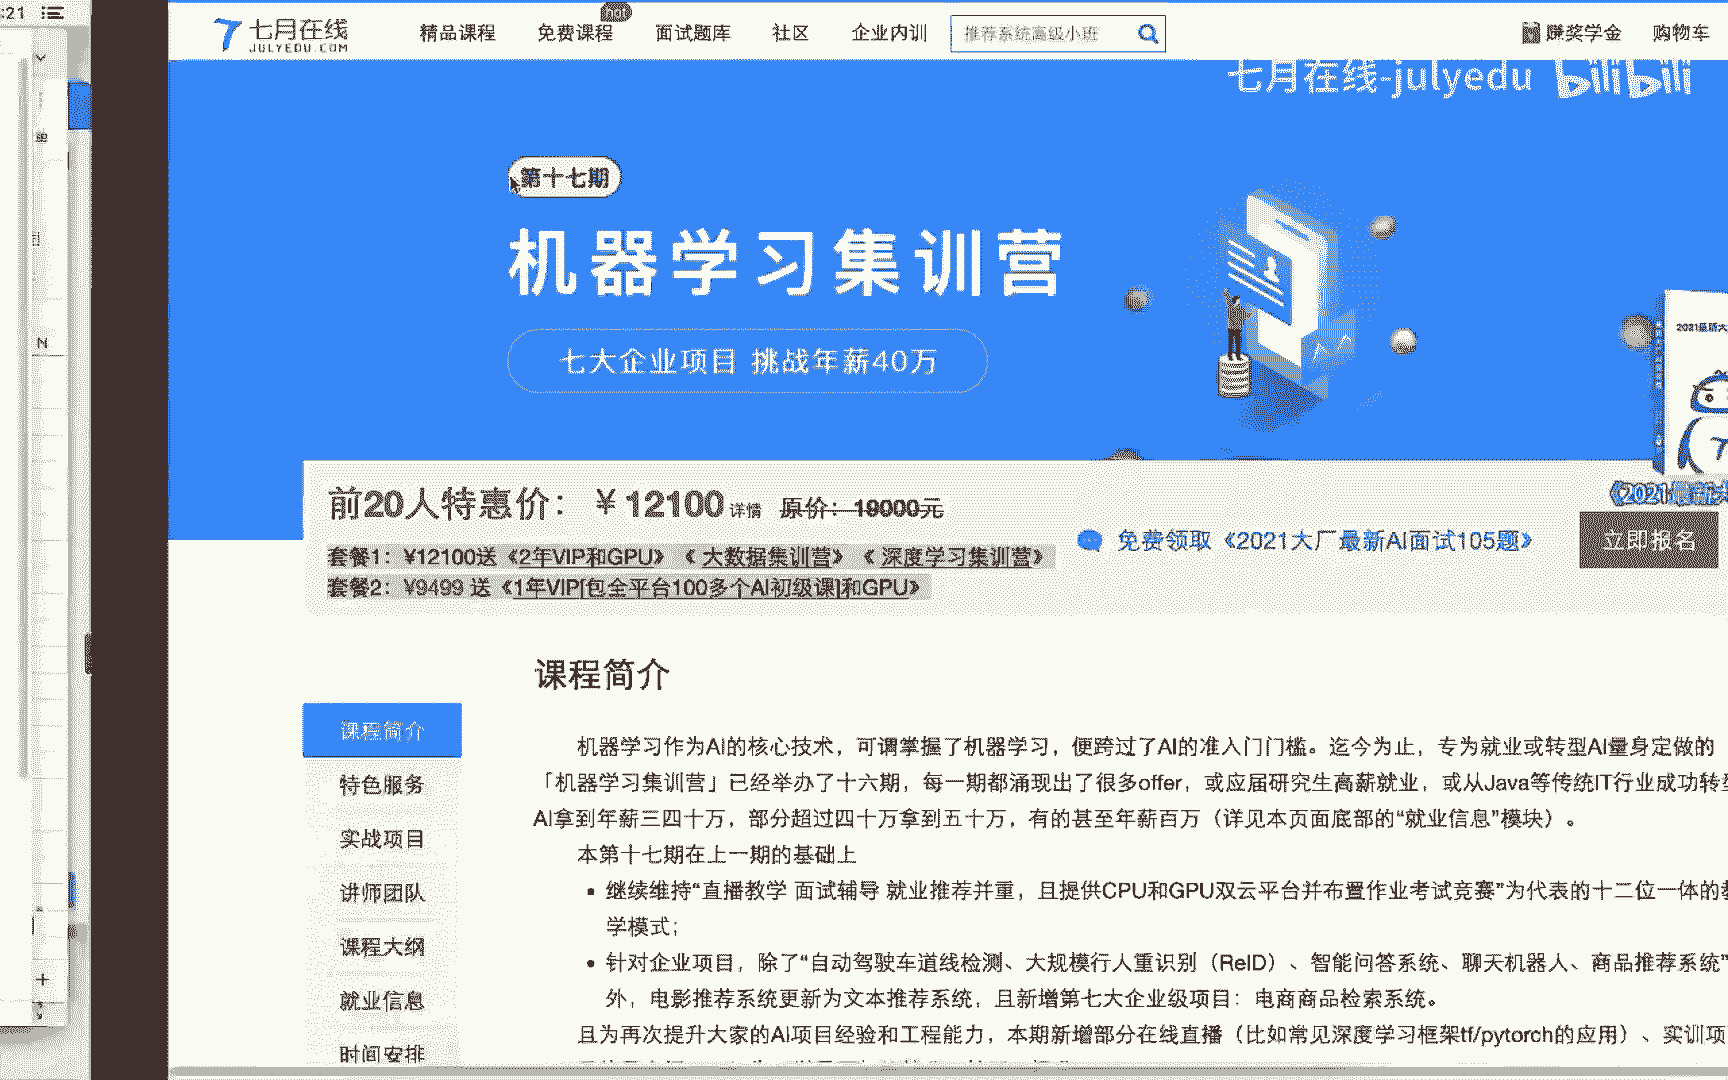 :21
七月在线
JULYEDU.COM
精品课程
免费课程
hot
面试题库
社区
企业内训
推荐系统高级小班
赚奖学金
购物车
七月在线-julyedu bilibili
第十七期
机器学习集训营
七大企业项目 挑战年薪40万
N
前20人特惠价：￥12100 详情 原价：19000元
套餐1：¥12100送《2年VIP和GPU》《 大数据集训营》《 深度学习集训营》
套餐2：¥9499 送《1年VIP[包全平台100多个AI初级课]和GPU》
免费领取《2021大厂最新AI面试105题》
2021最新大
《2021最新大
立即报名
课程简介
课程简介
特色服务
实战项目
讲师团队
课程大纲
就业信息
时间安排
机器学习作为AI的核心技术，可谓掌握了机器学习，便跨过了AI的准入门门槛。迄今为止，专为就业或转型AI量身定做的
「机器学习集训营」已经举办了十六期，每一期都涌现出了很多offer，或应届研究生高薪就业，或从Java等传统IT行业成功转型
AI拿到年薪三四十万，部分超过四十万拿到五十万，有的甚至年薪百万（详见本页面底部的“就业信息”模块）。
本第十七期在上一期的基础上
• 继续维持“直播教学 面试辅导 就业推荐并重，且提供CPU和GPU双云平台并布置作业考试竞赛”为代表的十二位一体的教
学模式；
• 针对企业项目，除了“自动驾驶车道线检测、大规模行人重识别（ReID）、智能问答系统、聊天机器人、商品推荐系统”
外，电影推荐系统更新为文本推荐系统，且新增第七大企业级项目：电商商品检索系统。
且为再次提升大家的AI项目经验和工程能力，本期新增部分在线直播（比如常见深度学习框架tf/pytorch的应用）、实训项